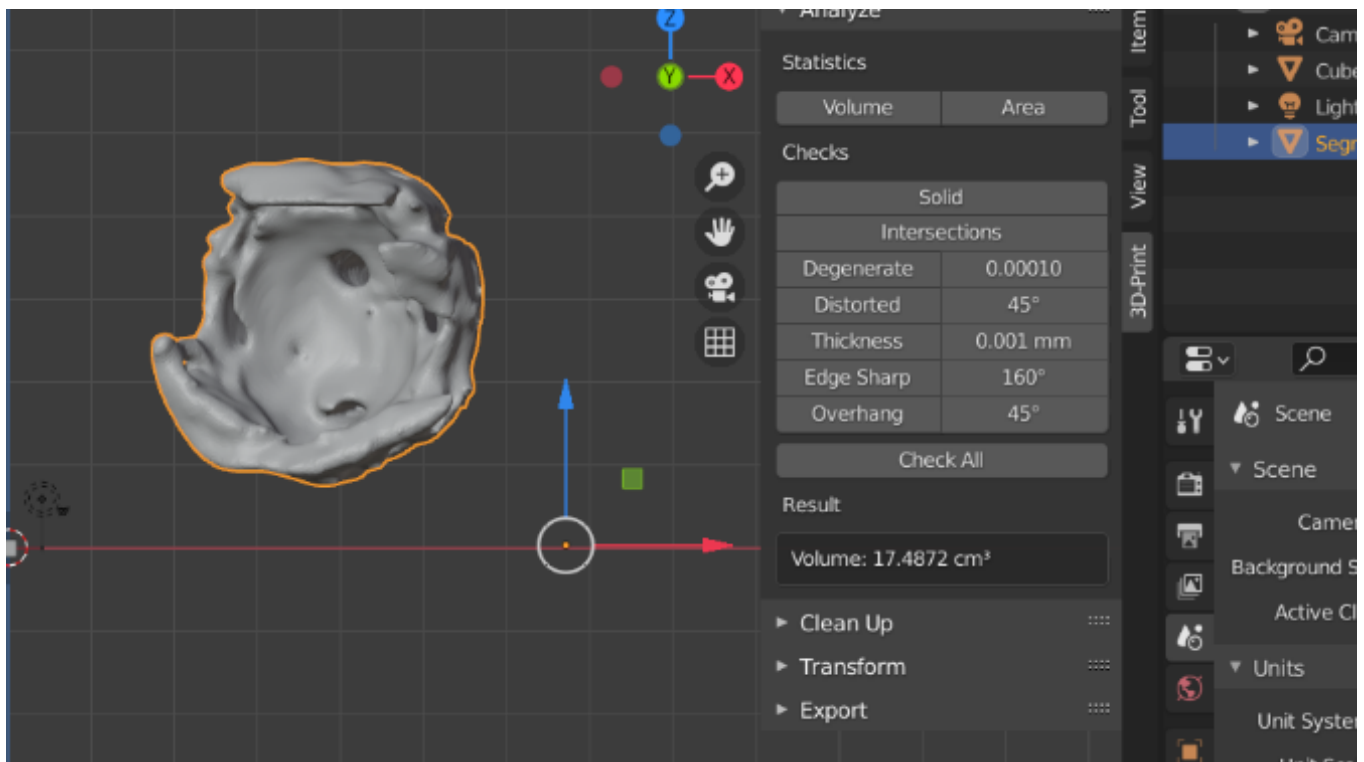 Analyze
Statistics
Volume Area
Checks
Solid
Intersections
Degenerate 0.00010
Distorted 45°
Thickness 0.001 mm
Edge Sharp 160°
Overhang 45°
Check All
Result
Volume: 17.4872 cm³
Clean Up
Transform
Export
Z
Y
X
Item
Tool
View
3D-Print
Cam
Cube
Light
Segr
Scene
Scene
Camer
Background S
Active Cl
Units
Unit System